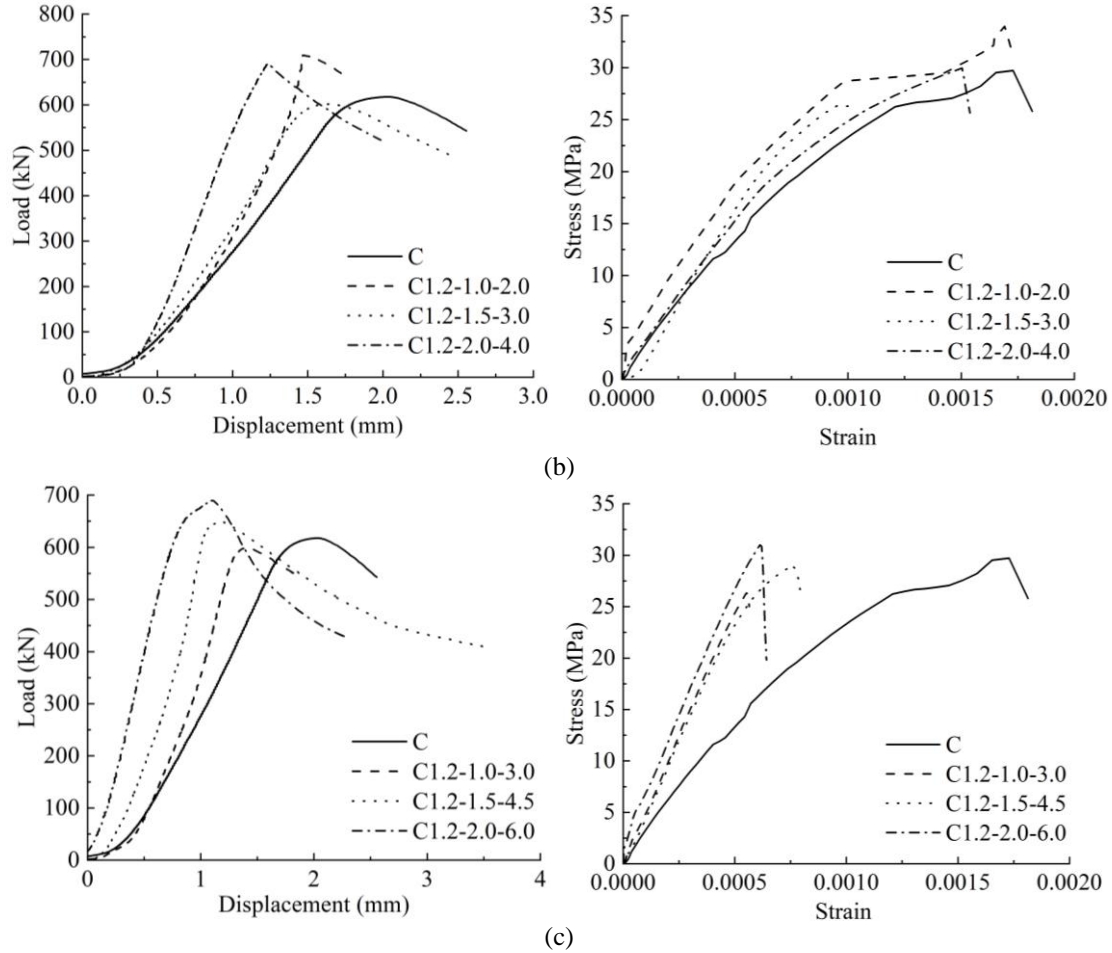 800
700
600
500
400
300
200
100
0
Load (kN)
0.0 0.5 1.0 1.5 2.0 2.5 3.0
Displacement (mm)
C
C1.2-1.0-2.0
C1.2-1.5-3.0
C1.2-2.0-4.0
35
30
25
20
15
10
5
0
Stress (MPa)
0.0000 0.0005 0.0010 0.0015 0.0020
Strain
C
C1.2-1.0-2.0
C1.2-1.5-3.0
C1.2-2.0-4.0
(b)
700
600
500
400
300
200
100
0
Load (kN)
0 1 2 3 4
Displacement (mm)
C
C1.2-1.0-3.0
C1.2-1.5-4.5
C1.2-2.0-6.0
35
30
25
20
15
10
5
0
Stress (MPa)
0.0000 0.0005 0.0010 0.0015 0.0020
Strain
C
C1.2-1.0-3.0
C1.2-1.5-4.5
C1.2-2.0-6.0
(c)